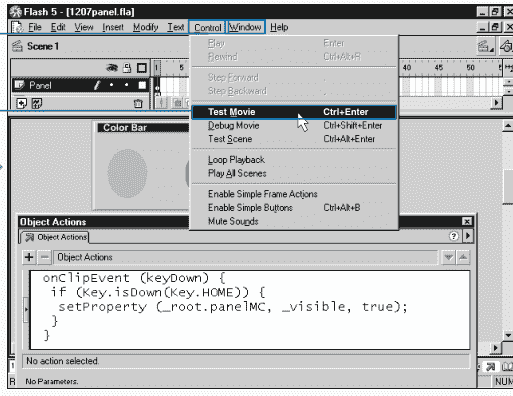 Flash 5 - [1207panel.fla]
File Edit View Insert Modify Text Control Window Help
Scene 1
Play Enter
Rewind Ctrl+Alt+R
Step Forward
Step Backward
Test Movie Ctrl+Enter
Debug Movie Ctrl+Shift+Enter
Test Scene Ctrl+Alt+Enter
Loop Playback
Play All Scenes
Enable Simple Frame Actions
Enable Simple Buttons Ctrl+Alt+B
Mute Sounds
1 5 40 45 50
Panel
Color Bar
Object Actions
Object Actions
Object Actions
onClipEvent (keyDown) {
if (Key.isDown(Key.HOME)) {
setProperty (_root.panelMC, _visible, true);
}
}
No action selected.
No Parameters.
NUM